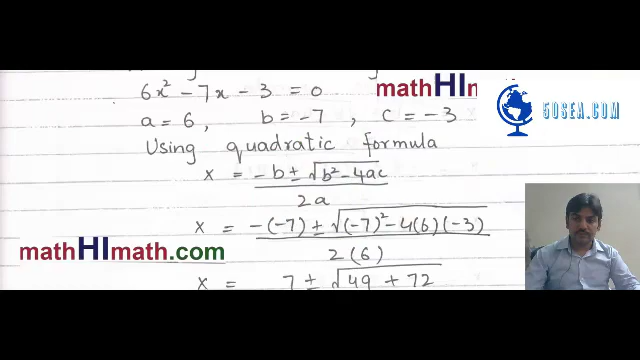 6x² - 7x - 3 = 0
mathHIm
a = 6 , b = -7 , c = -3
50SEA.COM
Using quadratic formula
x = -b ± √b² - 4ac
2a
x = -(-7) ± √(-7)² - 4(6)(-3)
mathHImath.com
2(6)
x = 7 ± √49 + 72